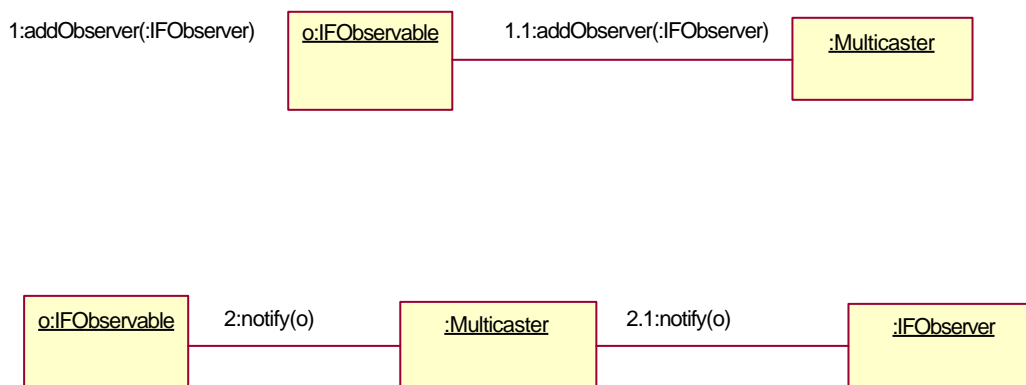 1:addObserver(:IFObserver)
o:IFObservable
1.1:addObserver(:IFObserver)
:Multicaster
o:IFObservable
2:notify(o)
:Multicaster
2.1:notify(o)
:IFObserver